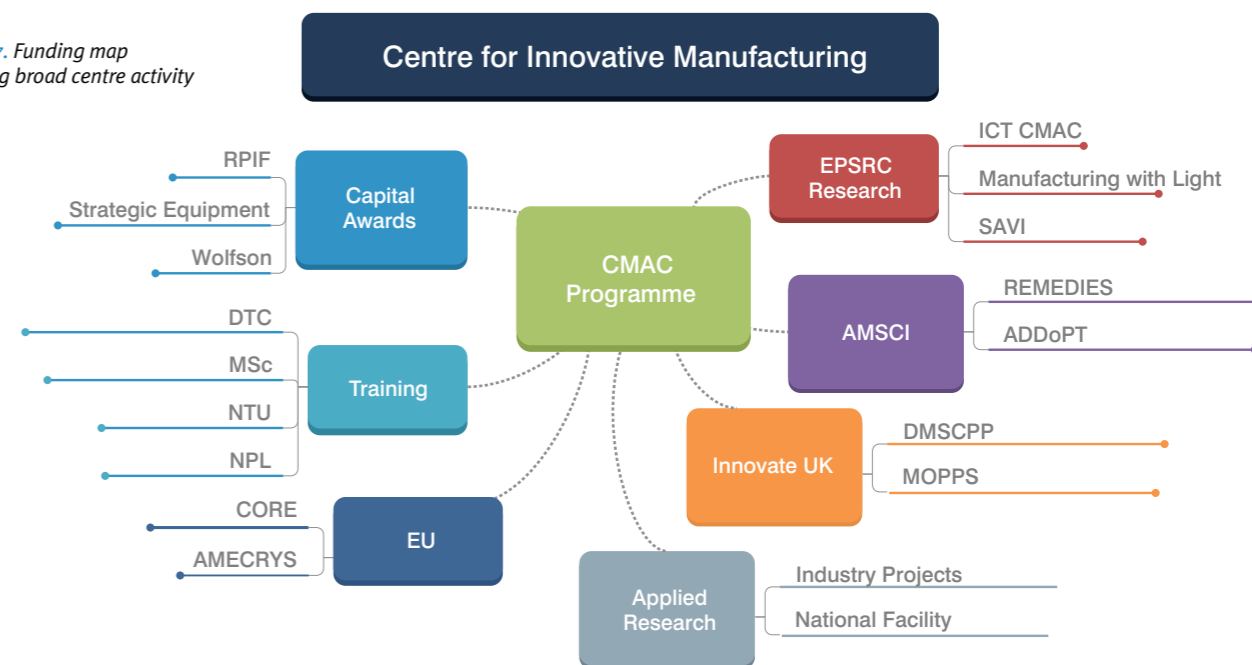 Funding map
broad centre activity
Centre for Innovative Manufacturing
RPIF
Strategic Equipment
Wolfson
Capital
Awards
DTC
MSc
NTU
NPL
Training
CORE
AMECRYS
EU
CMAC
Programme
EPSRC
Research
ICT CMAC
Manufacturing with Light
SAVI
AMSCI
REMEDIES
ADDoPT
Innovate UK
DMSCPP
MOPPS
Applied
Research
Industry Projects
National Facility